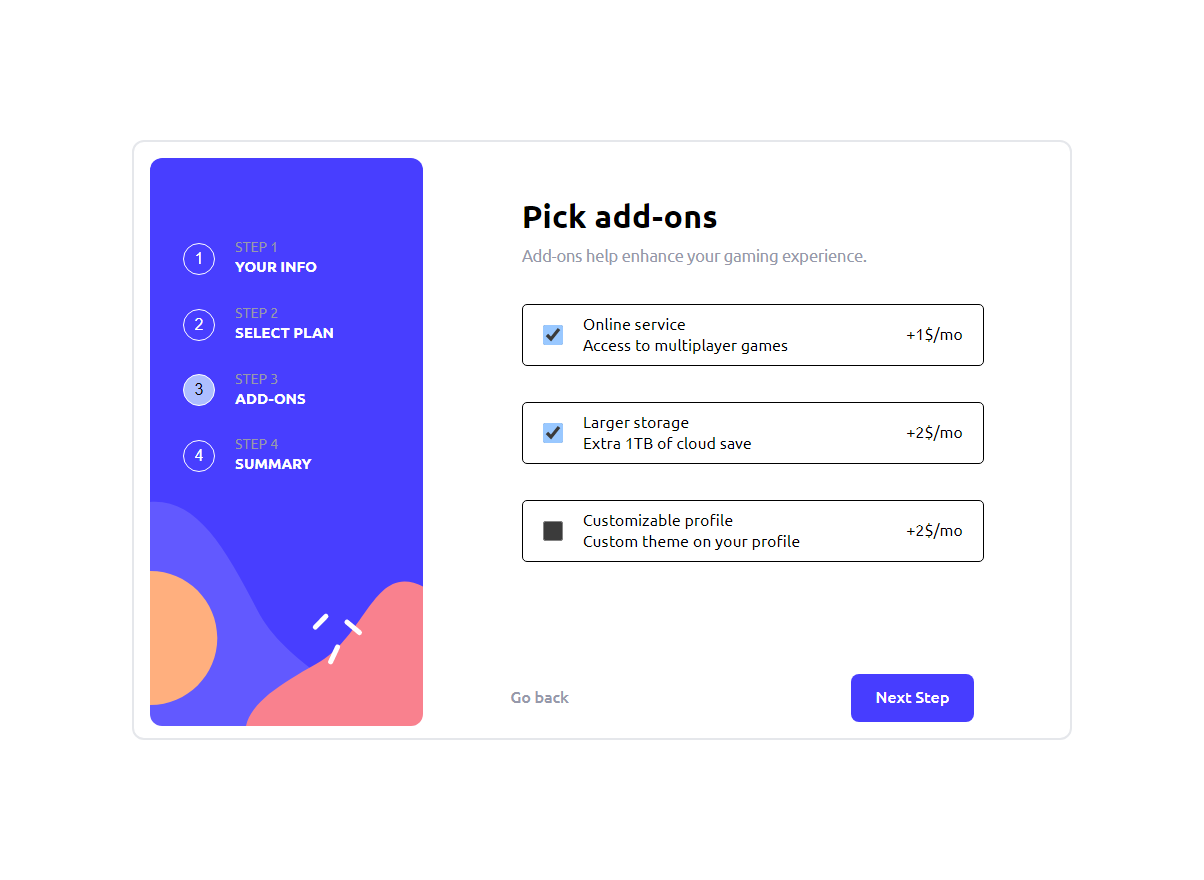 1
STEP 1
YOUR INFO
2
STEP 2
SELECT PLAN
3
STEP 3
ADD-ONS
4
STEP 4
SUMMARY
Pick add-ons
Add-ons help enhance your gaming experience.
Online service
Access to multiplayer games
+1$/mo
Larger storage
Extra 1TB of cloud save
+2$/mo
Customizable profile
Custom theme on your profile
+2$/mo
Go back
Next Step